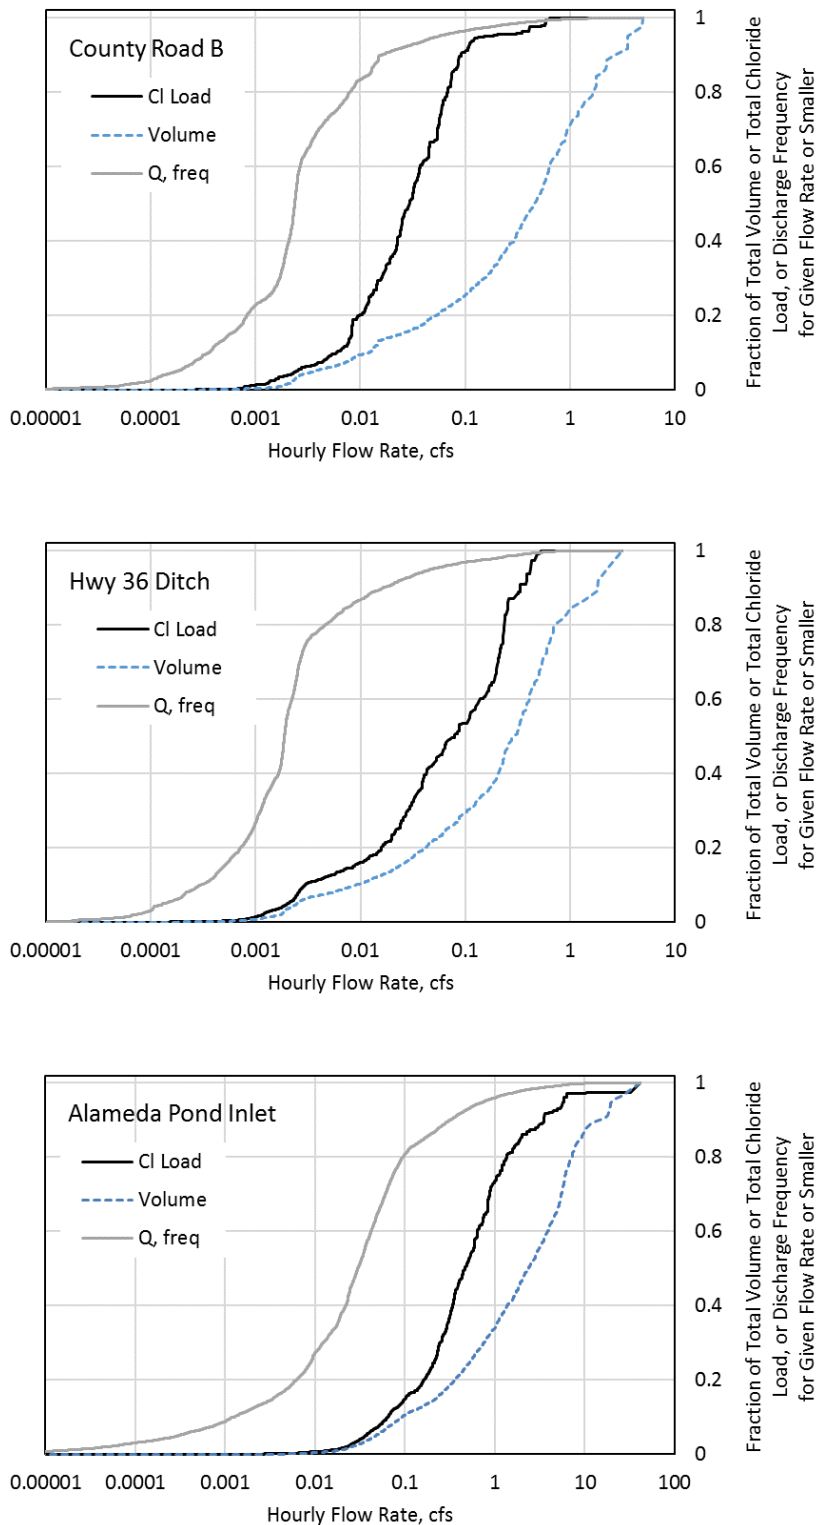 County Road B
Cl Load
Volume
Q, freq
1
0.8
0.6
0.4
0.2
0
0.00001 0.0001 0.001 0.01 0.1 1 10
Hourly Flow Rate, cfs
Fraction of Total Volume or Total Chloride
Load, or Discharge Frequency
for Given Flow Rate or Smaller
Hwy 36 Ditch
Cl Load
Volume
Q, freq
1
0.8
0.6
0.4
0.2
0
0.00001 0.0001 0.001 0.01 0.1 1 10
Hourly Flow Rate, cfs
Fraction of Total Volume or Total Chloride
Load, or Discharge Frequency
for Given Flow Rate or Smaller
Alameda Pond Inlet
Cl Load
Volume
Q, freq
1
0.8
0.6
0.4
0.2
0
0.00001 0.0001 0.001 0.01 0.1 1 10 100
Hourly Flow Rate, cfs
Fraction of Total Volume or Total Chloride
Load, or Discharge Frequency
for Given Flow Rate or Smaller